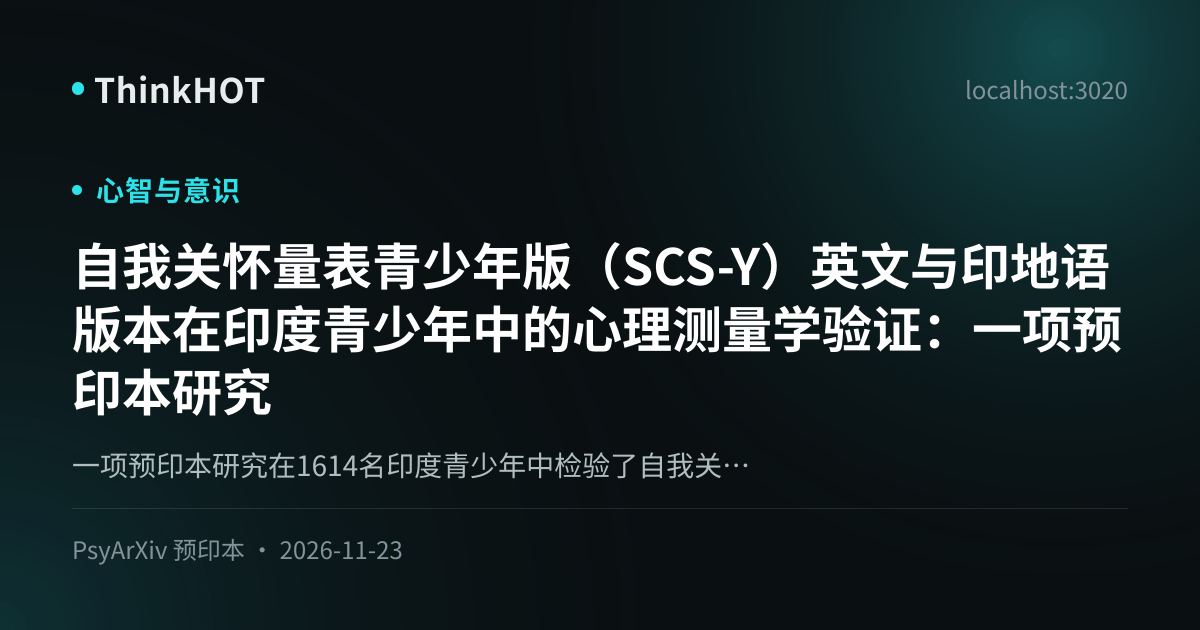 ThinkHOT
localhost:3020
心智与意识
自我关怀量表青少年版（SCS-Y）英文与印地语
版本在印度青少年中的心理测量学验证：一项预
印本研究
一项预印本研究在1614名印度青少年中检验了自我关…
PsyArXiv 预印本 · 2026-11-23